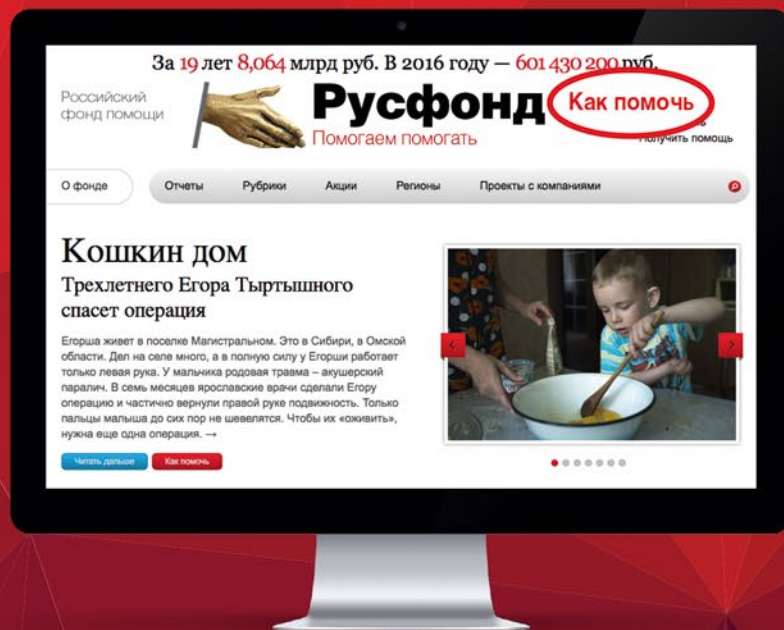 За 19 лет 8,064 млрд руб. В 2016 году — 601 430 200 руб.
Российский
фонд помощи
Русфонд
Помогаем помогать
Как помочь
Получить помощь
О фонде
Отчеты
Рубрики
Акции
Регионы
Проекты с компаниями
Кошкин дом
Трехлетнего Егора Тыртышного
спасет операция
Егорша живет в поселке Магистральном. Это в Сибири, в Омской
области. Дел на селе много, а в полную силу у Егорши работает
только левая рука. У мальчика родовая травма – акушерский
паралич. В семь месяцев ярославские врачи сделали Егору
операцию и частично вернули правой руке подвижность. Только
пальцы малыша до сих пор не шевелятся. Чтобы их «оживить»,
нужна еще одна операция. →
Читать дальше
Как помочь